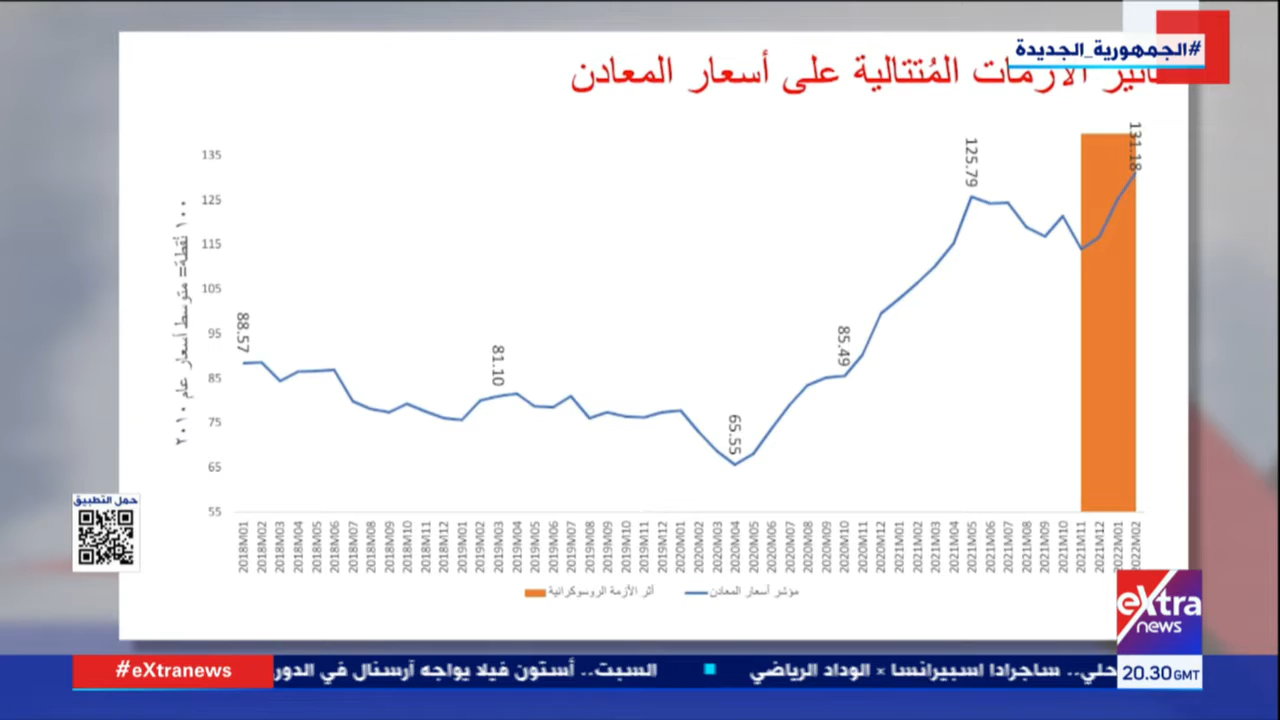 #الجمهورية_الجديدة
الأزمات المُتتالية على أسعار المعادن
131.18
125.79
135
125
115
105
95
85
75
65
55
١٠٠ نُقطة= متوسط أسعار عام ٢٠١٠
88.57
81.10
85.49
65.55
2018M01
2018M02
2018M03
2018M04
2018M05
2018M06
2018M07
2018M08
2018M09
2018M10
2018M11
2018M12
2019M01
2019M02
2019M03
2019M04
2019M05
2019M06
2019M07
2019M08
2019M09
2019M10
2019M11
2019M12
2020M01
2020M02
2020M03
2020M04
2020M05
2020M06
2020M07
2020M08
2020M09
2020M10
2020M11
2020M12
2021M01
2021M02
2021M03
2021M04
2021M05
2021M06
2021M07
2021M08
2021M09
2021M10
2021M11
2021M12
2022M01
2022M02
مؤشر أسعار المعادن
أثر الأزمة الروسوكرانية
حمل التطبيق
eXtra
news
20.30 GMT
#eXtranews
حلي.. ساجرادا اسبيرانسا × الوداد الرياضي
السبت.. أستون فيلا يواجه آرسنال في الدور